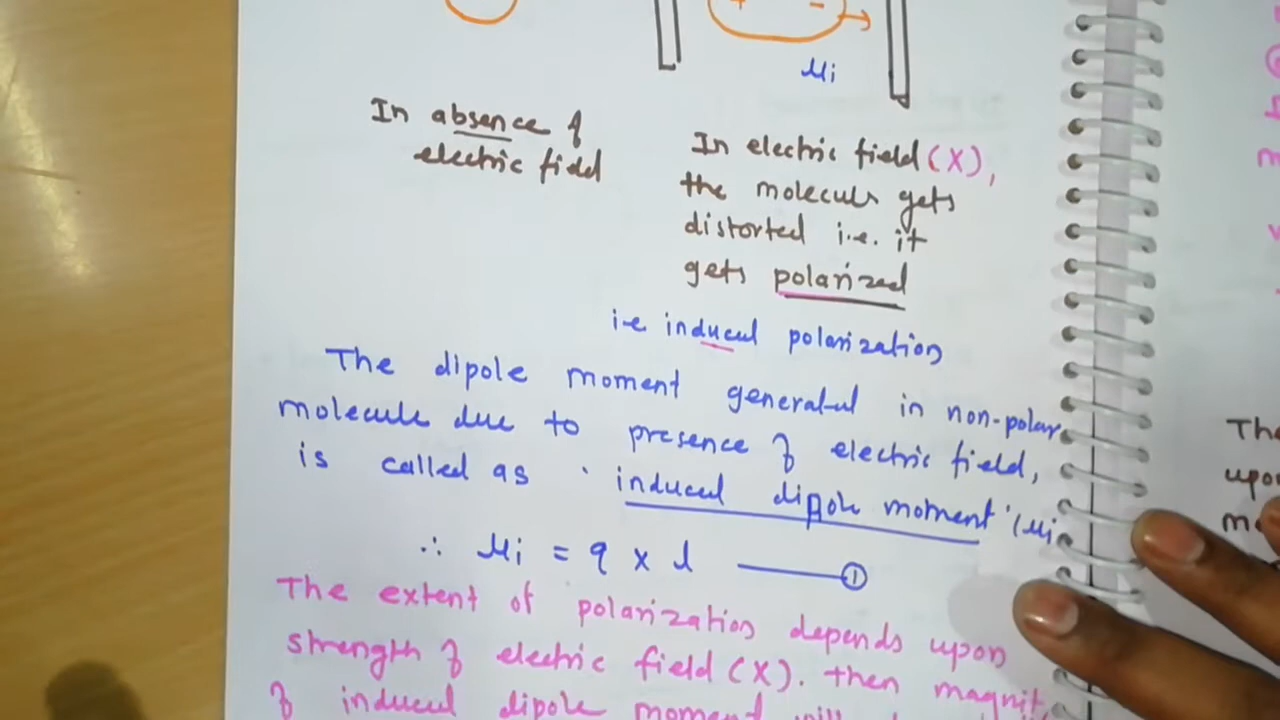 + -
μi
In absence of
electric field
In electric field (X),
the molecule gets
distorted i.e. it
gets polarized
i.e induced polarization
The dipole moment generated in non-polar
molecule due to presence of electric field,
is called as 'induced dipole moment' (μi
∴ μi = q x l ——— ①
The extent of polarization depends upon
strength of electric field (X). then magnit
of induced dipole moment will
The
upon